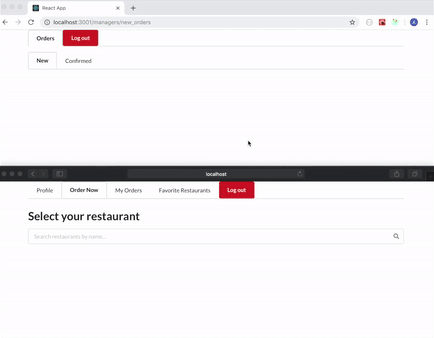 React App
localhost:3001/managers/new_orders
Orders Log out
New Confirmed
localhost
Profile Order Now My Orders Favorite Restaurants Log out
Select your restaurant
Search restaurants by name...